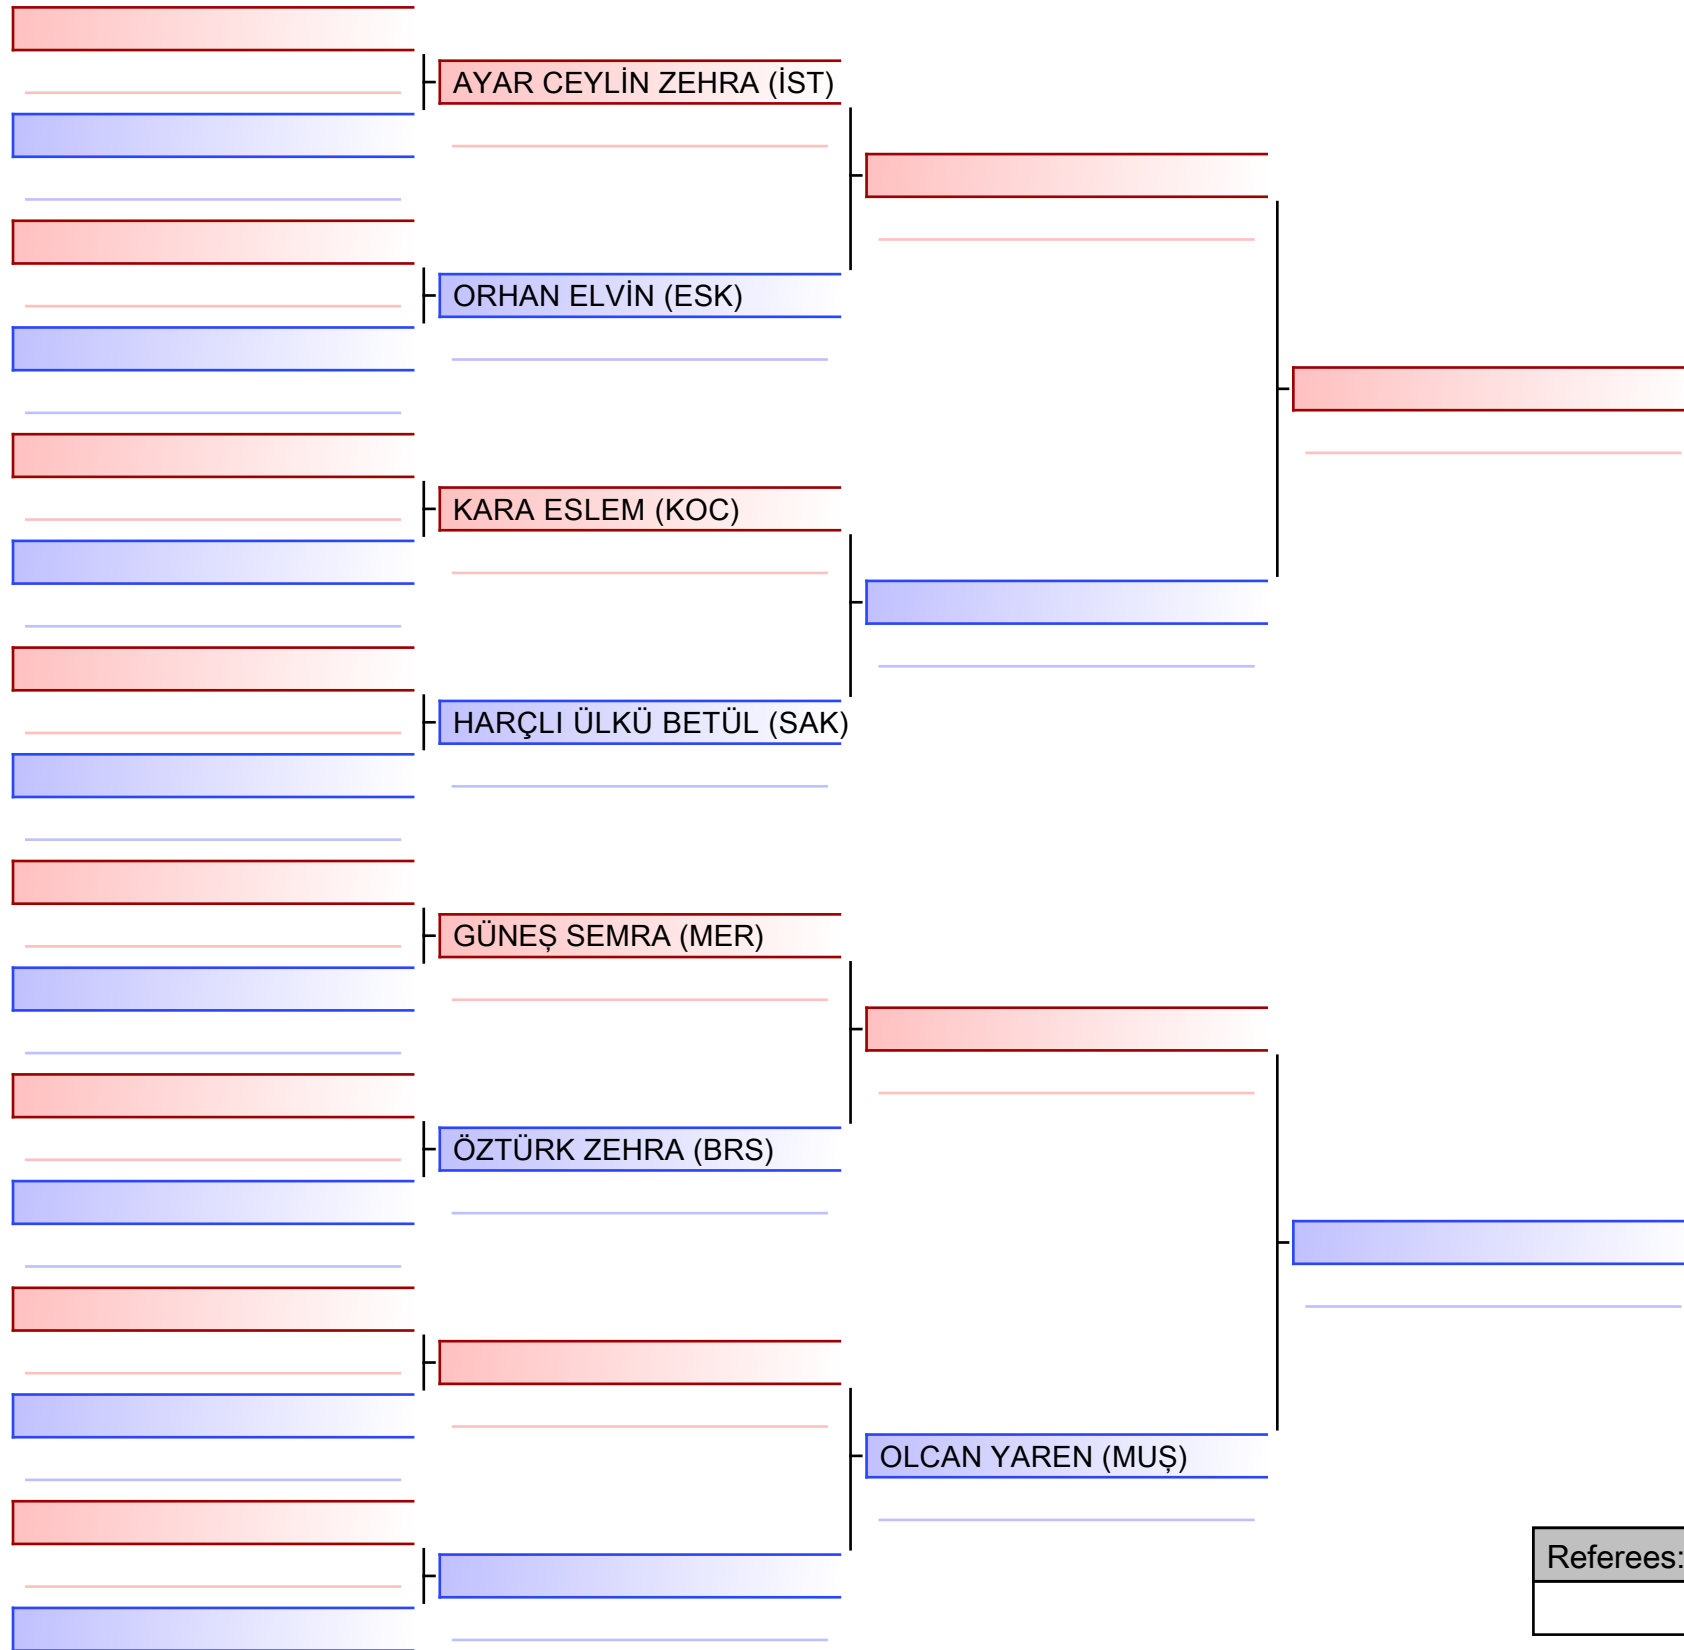 AYAR CEYLİN ZEHRA (İST)
ORHAN ELVİN (ESK)
KARA ESLEM (KOC)
HARÇLI ÜLKÜ BETÜL (SAK)
GÜNEŞ SEMRA (MER)
ÖZTÜRK ZEHRA (BRS)
OLCAN YAREN (MUŞ)
Referees: